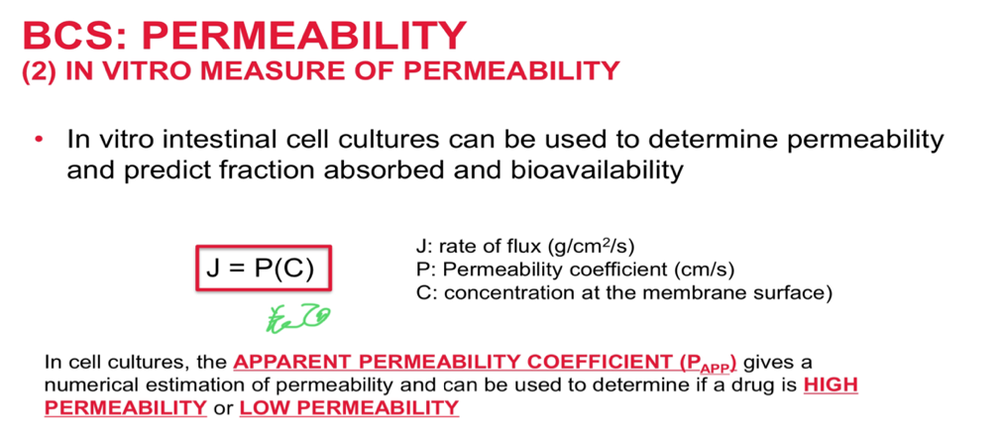 BCS: PERMEABILITY
(2) IN VITRO MEASURE OF PERMEABILITY
• In vitro intestinal cell cultures can be used to determine permeability
and predict fraction absorbed and bioavailability
J = P(C)
J: rate of flux (g/cm²/s)
P: Permeability coefficient (cm/s)
C: concentration at the membrane surface)
In cell cultures, the APPARENT PERMEABILITY COEFFICIENT (PAPP) gives a
numerical estimation of permeability and can be used to determine if a drug is HIGH
PERMEABILITY or LOW PERMEABILITY